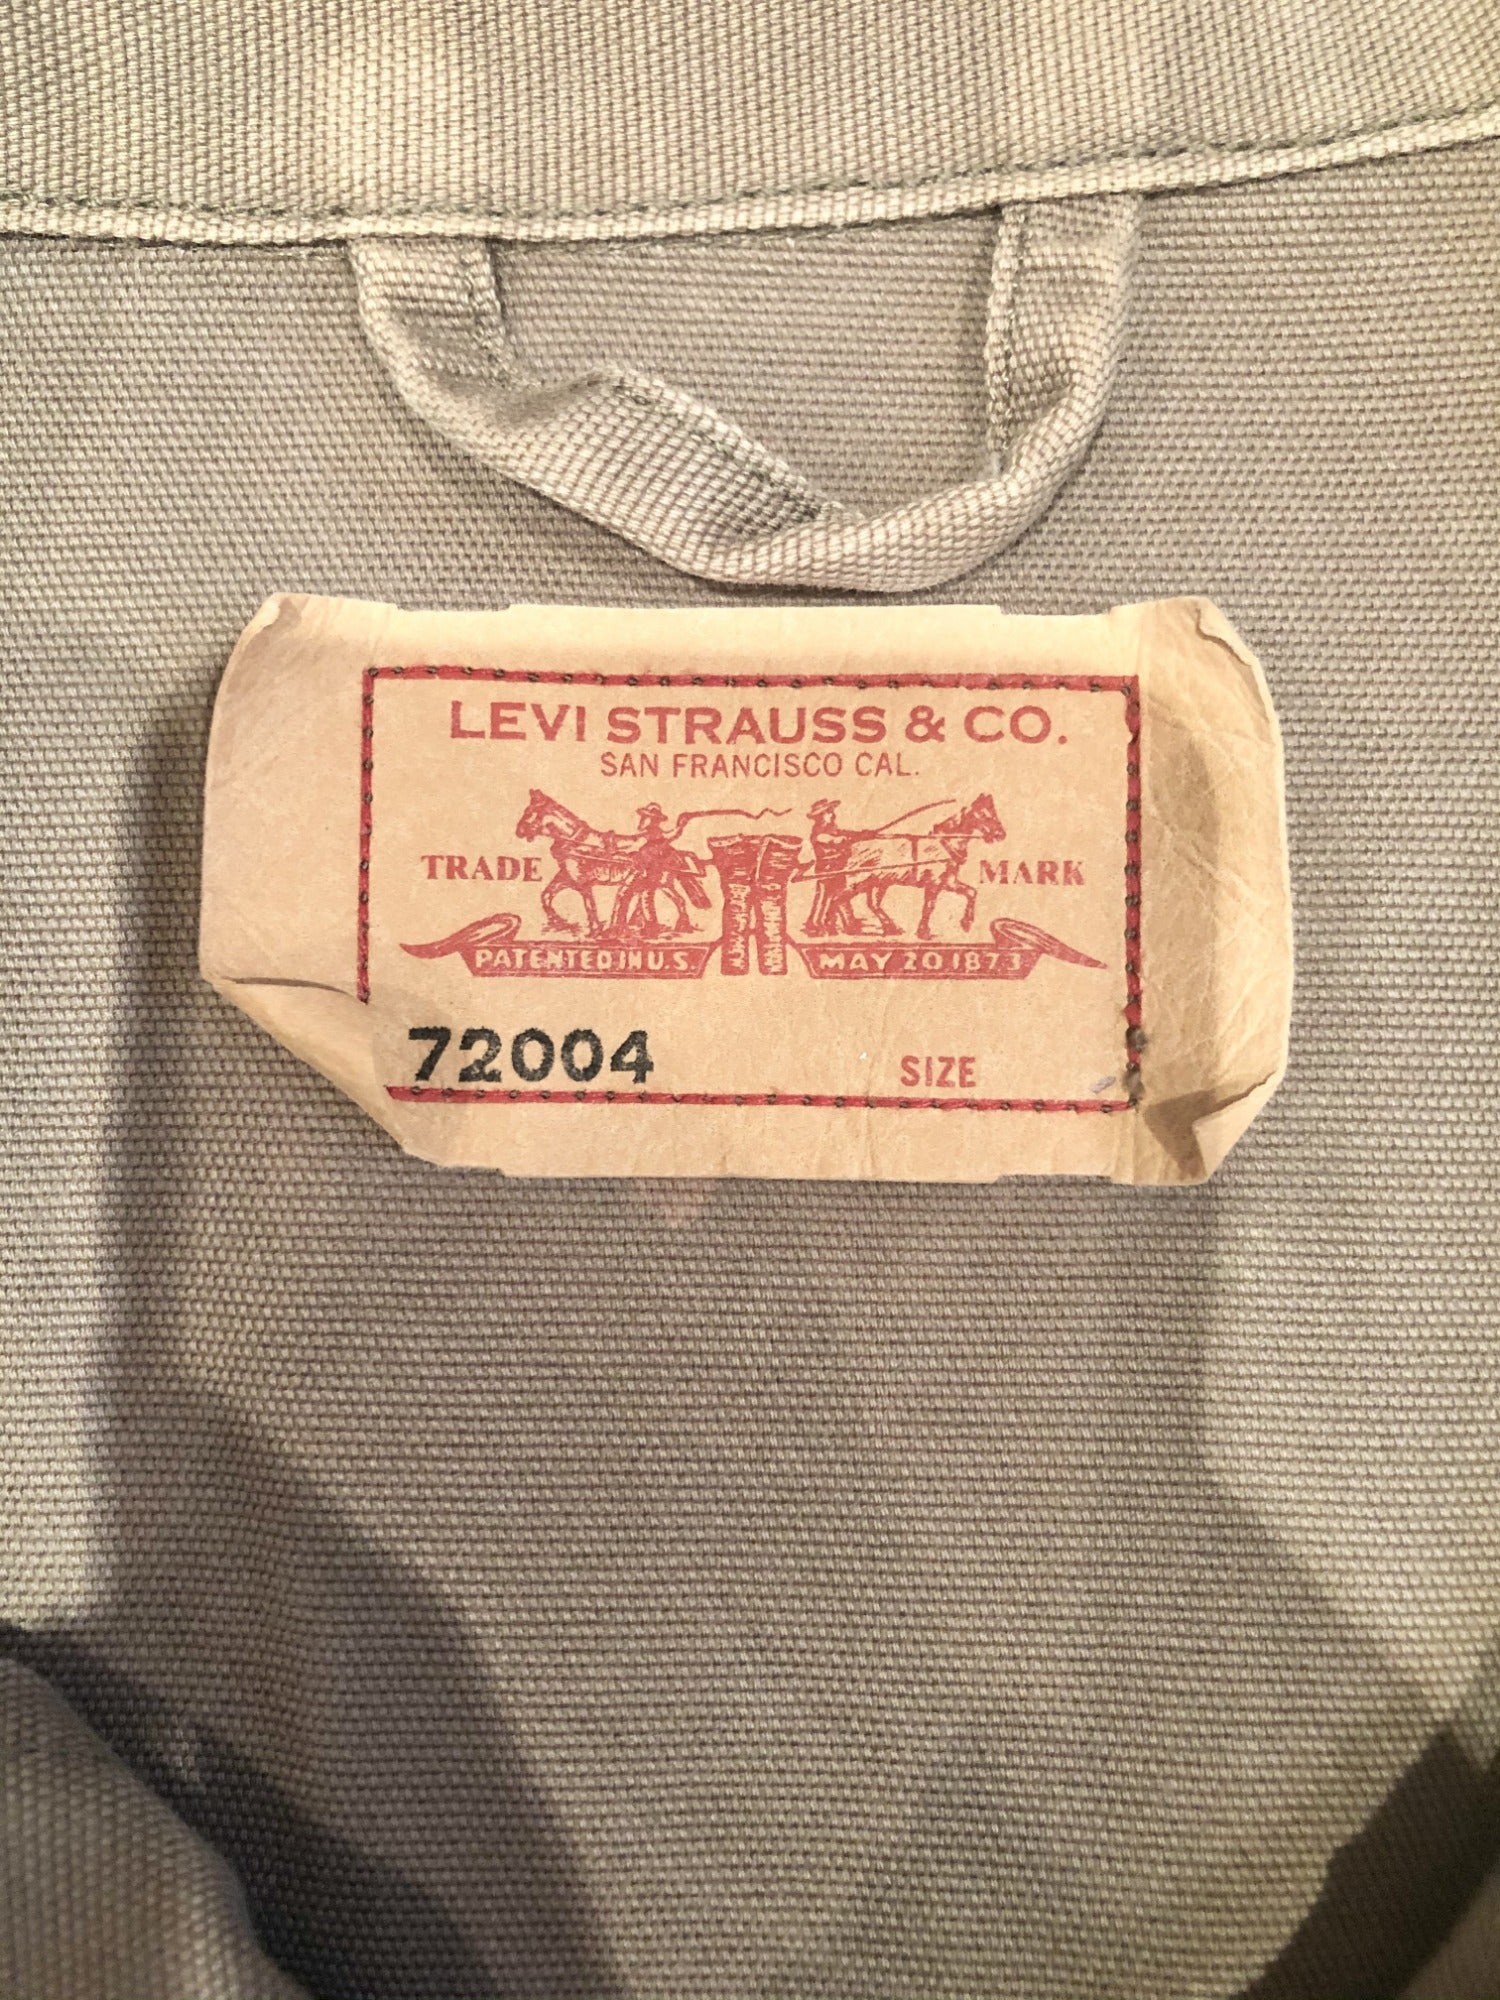 LEVI STRAUSS & CO.
SAN FRANCISCO CAL.
TRADE MARK
PATENTED IN U.S. MAY 20 1873
72004 SIZE